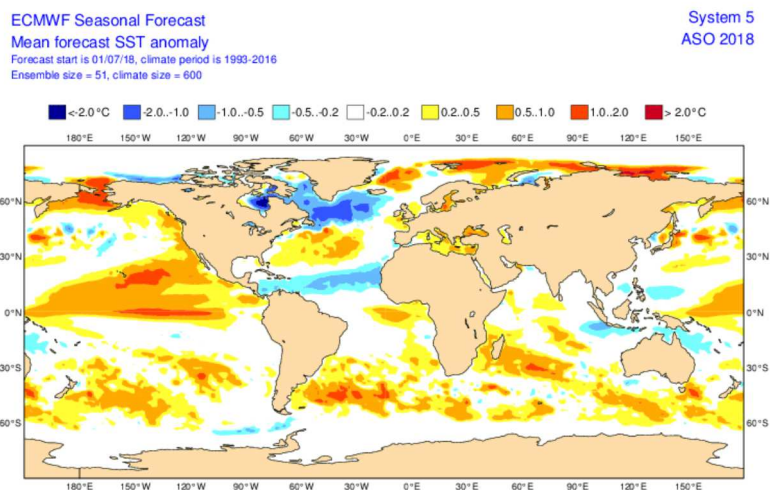 ECMWF Seasonal Forecast
System 5
Mean forecast SST anomaly
ASO 2018
Forecast start is 01/07/18, climate period is 1993-2016
Ensemble size = 51, climate size = 600
<-2.0°C -2.0..-1.0 -1.0..-0.5 -0.5..-0.2 -0.2..0.2 0.2..0.5 0.5..1.0 1.0..2.0 > 2.0°C
180°E 150°W 120°W 90°W 60°W 30°W 0°E 30°E 60°E 90°E 120°E 150°E
60°N 60°N
30°N 30°N
0°N 0°N
30°S 30°S
60°S 60°S
180°E 150°W 120°W 90°W 60°W 30°W 0°E 30°E 60°E 90°E 120°E 150°E